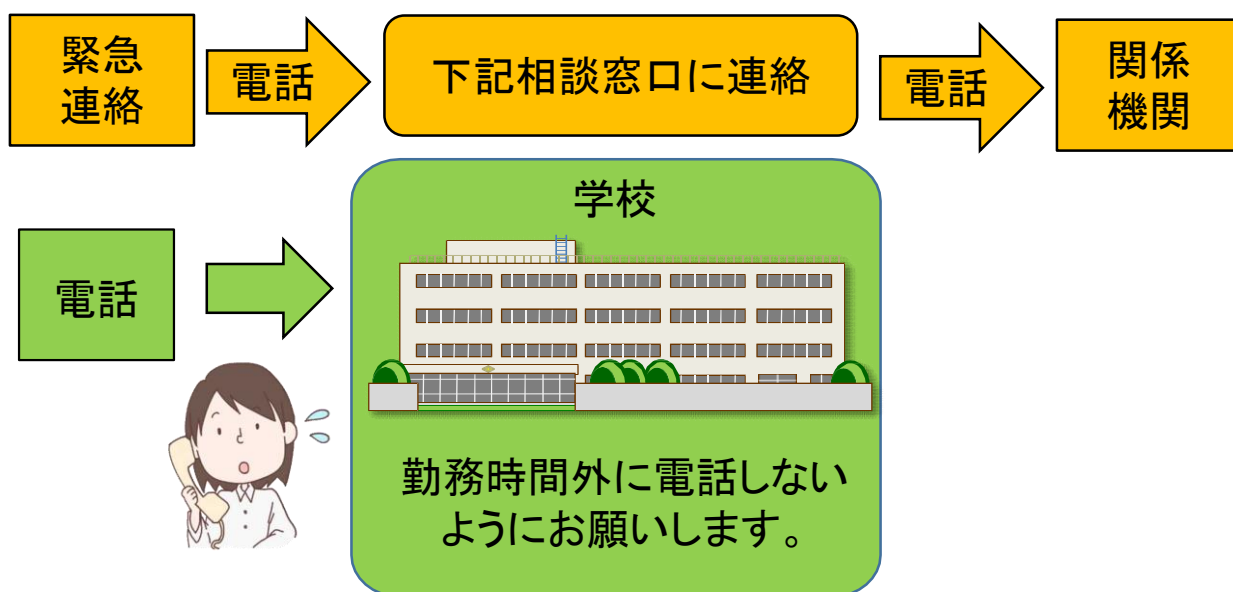 緊急
連絡
電話
下記相談窓口に連絡
電話
関係
機関
学校
電話
勤務時間外に電話しない
ようにお願いします。